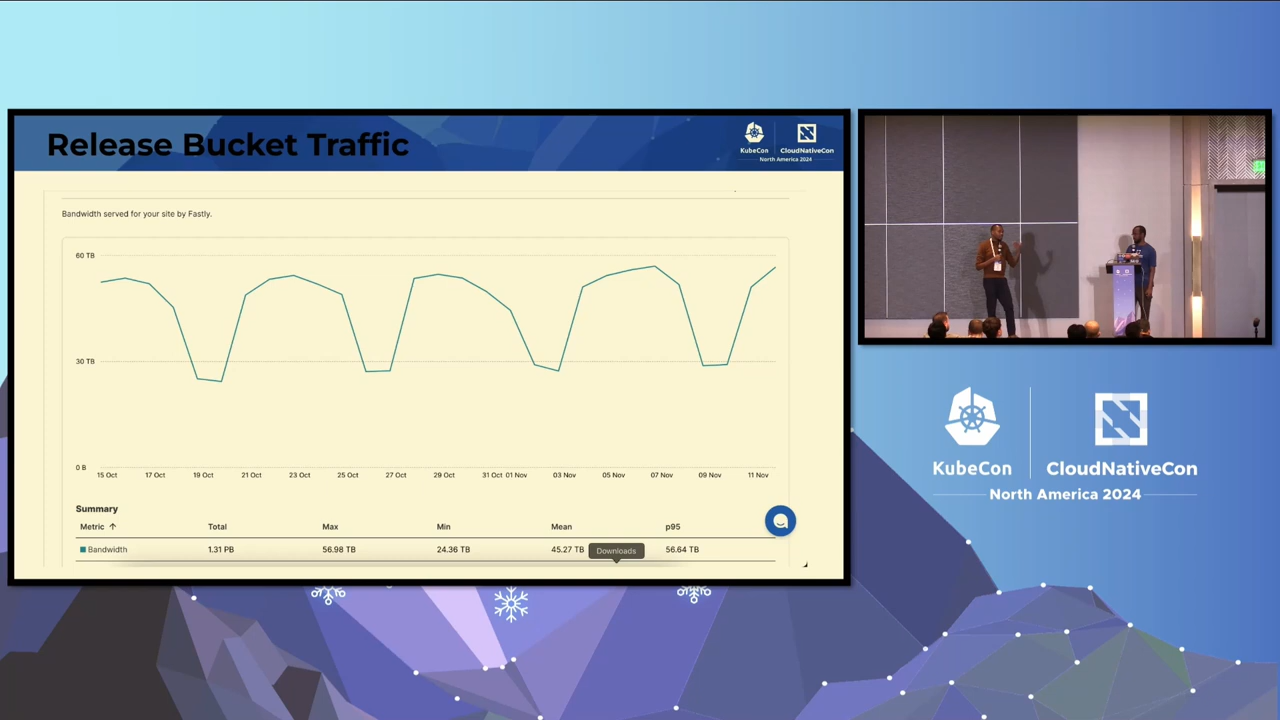 Release Bucket Traffic
KubeCon
CloudNativeCon
North America 2024
Bandwidth served for your site by Fastly.
60 TB
30 TB
0 B
15 Oct 17 Oct 19 Oct 21 Oct 23 Oct 25 Oct 27 Oct 29 Oct 31 Oct 01 Nov 03 Nov 05 Nov 07 Nov 09 Nov 11 Nov
Summary
Metric ↑ Total Max Min Mean p95
Bandwidth 1.31 PB 56.98 TB 24.36 TB 45.27 TB 56.64 TB
Downloads
KubeCon
CloudNativeCon
North America 2024